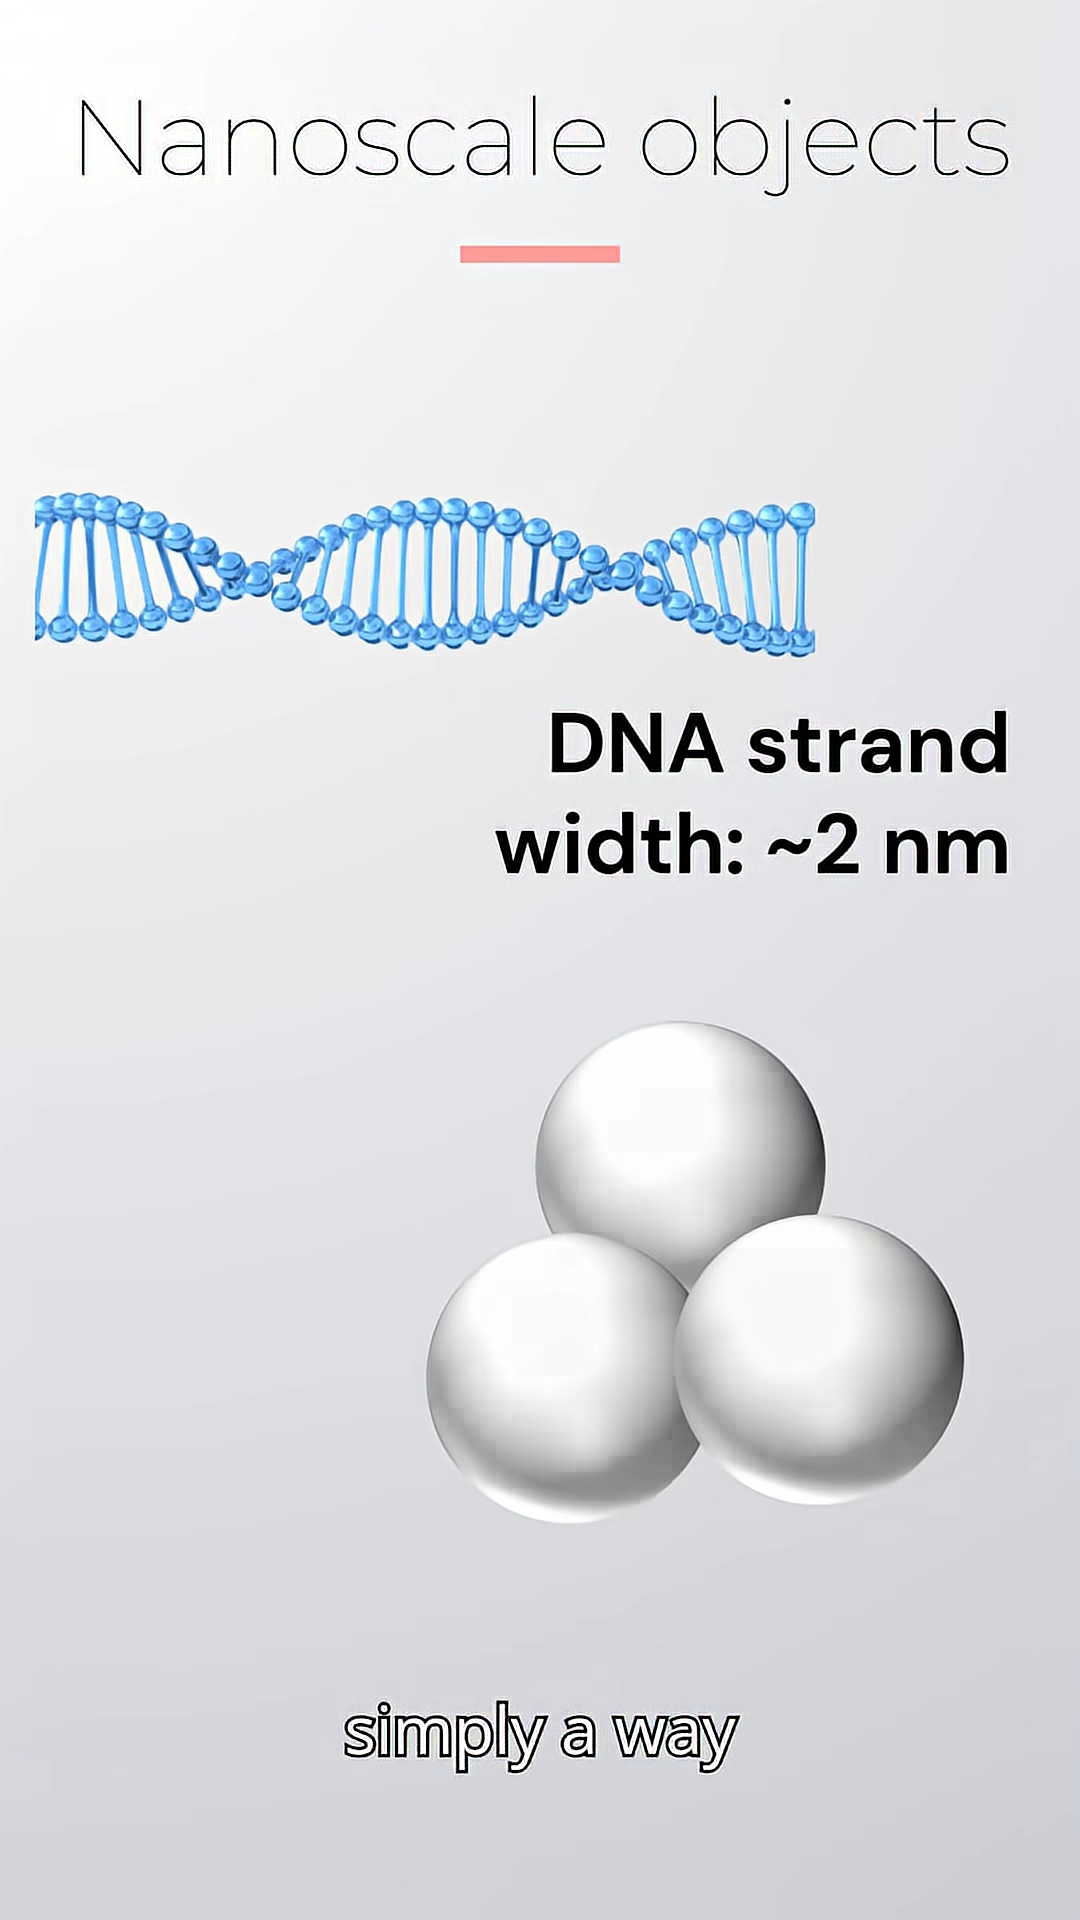 Nanoscale objects
DNA strand
width: ~2 nm
simply a way